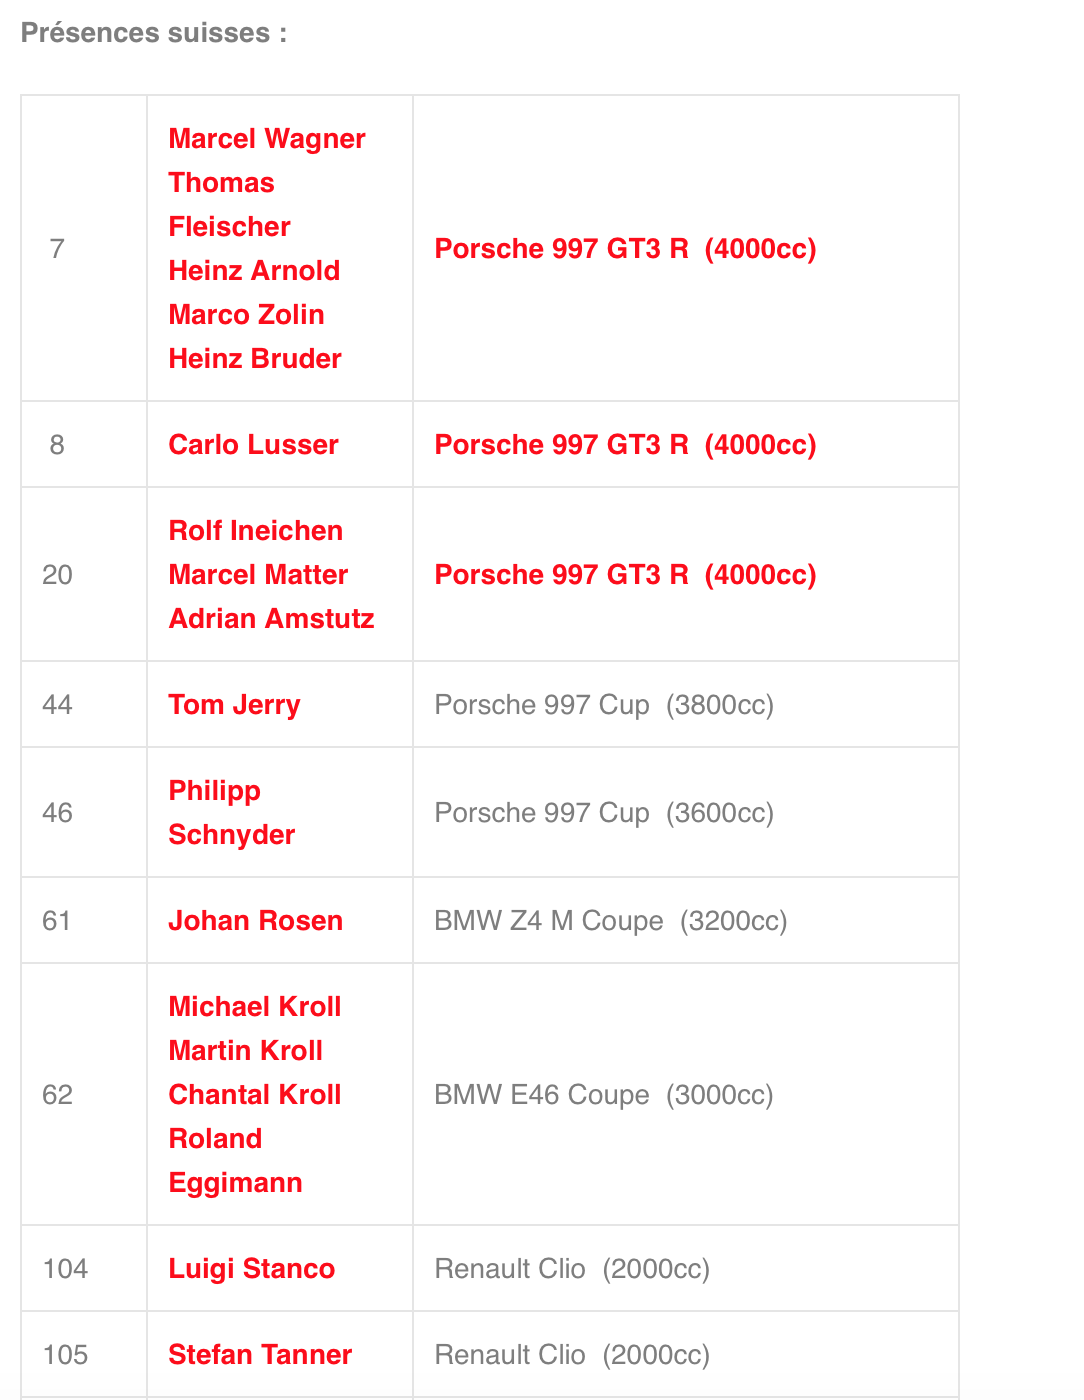 Présences suisses :
Marcel Wagner
Thomas
Fleischer
7
Porsche 997 GT3 R  (4000cc)
Heinz Arnold
Marco Zolin
Heinz Bruder
8
Carlo Lusser
Porsche 997 GT3 R  (4000cc)
Rolf Ineichen
20
Marcel Matter
Porsche 997 GT3 R  (4000cc)
Adrian Amstutz
44
Tom Jerry
Porsche 997 Cup  (3800cc)
Philipp
46
Porsche 997 Cup  (3600cc)
Schnyder
61
Johan Rosen
BMW Z4 M Coupe  (3200cc)
Michael Kroll
Martin Kroll
62
Chantal Kroll
BMW E46 Coupe  (3000cc)
Roland
Eggimann
104
Luigi Stanco
Renault Clio  (2000cc)
105
Stefan Tanner
Renault Clio  (2000cc)